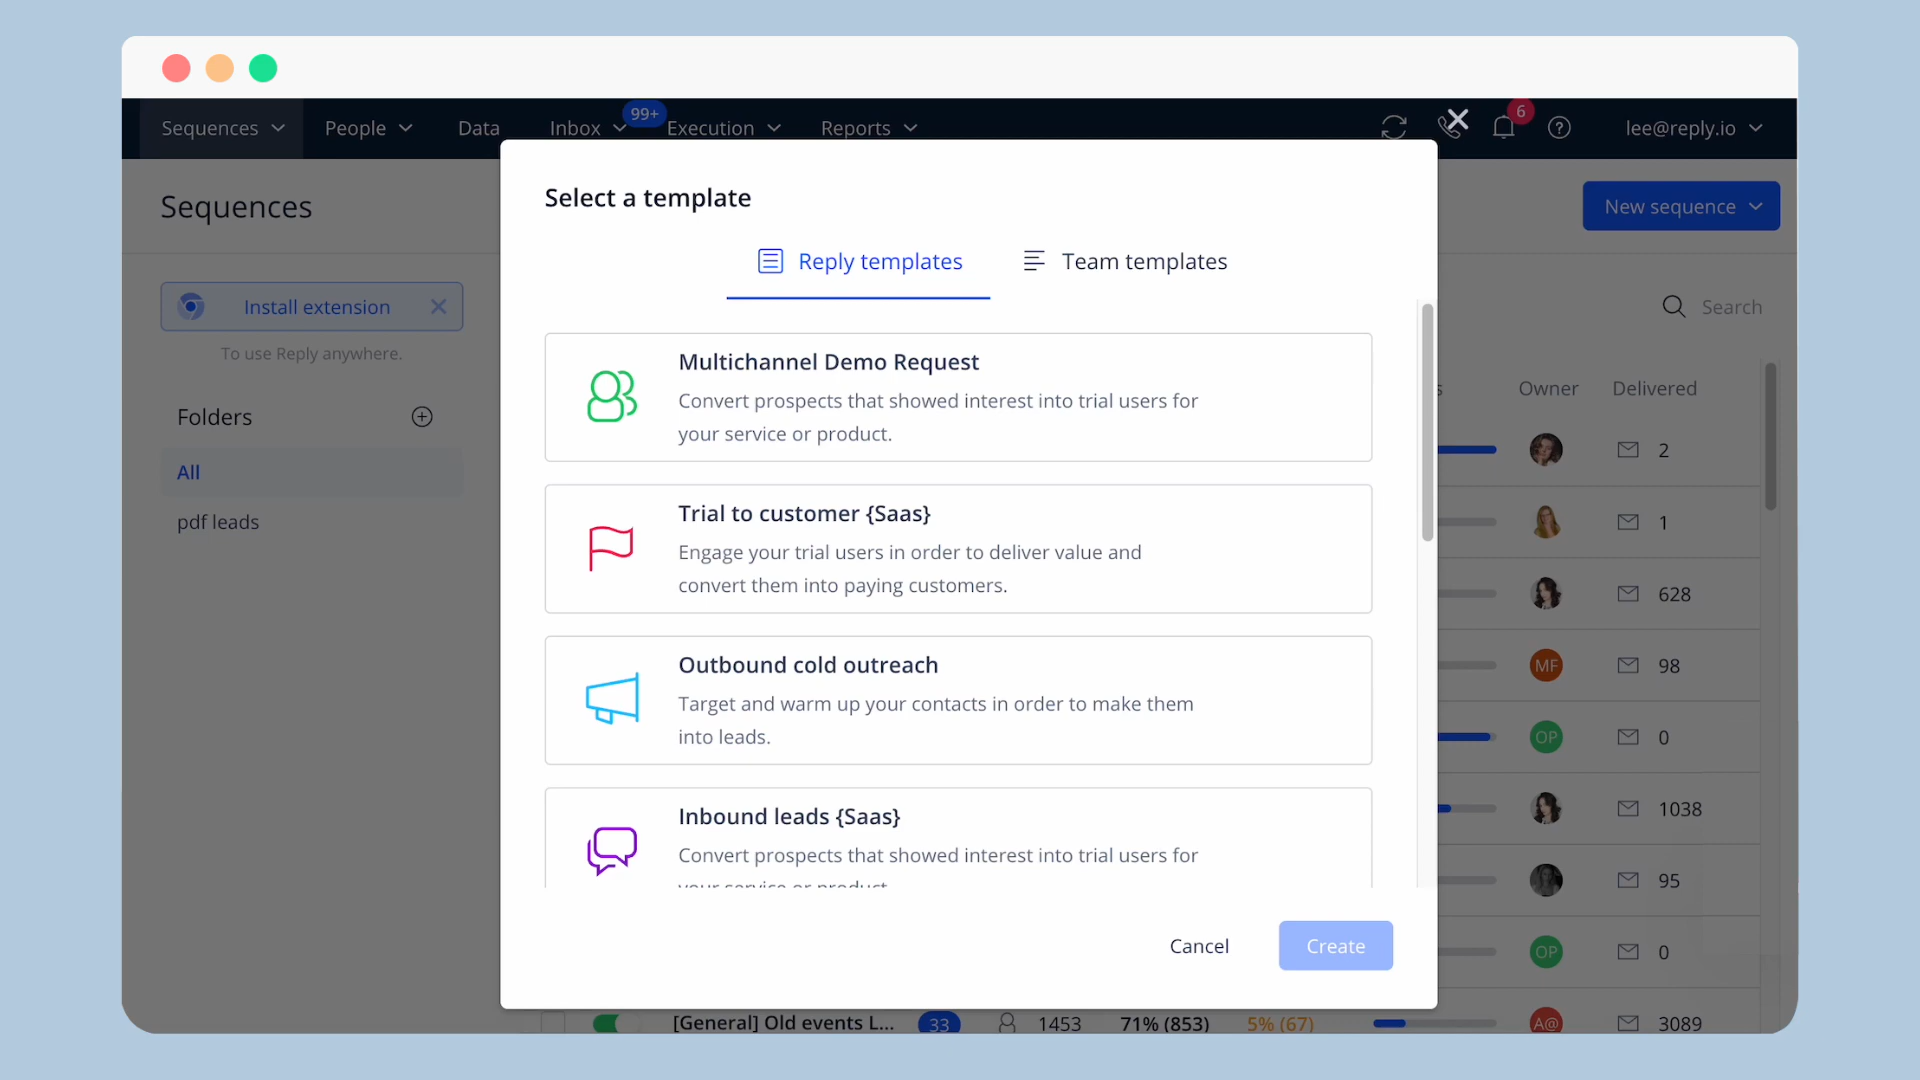 Sequences People Data Inbox 99+ Execution Reports 6 lee@reply.io
Sequences
New sequence
Select a template
Reply templates Team templates
Install extension
To use Reply anywhere.
Search
Folders
All
pdf leads
Owner Delivered
Multichannel Demo Request
Convert prospects that showed interest into trial users for
your service or product.
Trial to customer {Saas}
Engage your trial users in order to deliver value and
convert them into paying customers.
Outbound cold outreach
Target and warm up your contacts in order to make them
into leads.
Inbound leads {Saas}
Convert prospects that showed interest into trial users for
your service or product.
2
1
628
MF 98
OP 0
1038
95
OP 0
Cancel Create
[General] Old events L... 33 1453 71% (853) 5% (67) A@ 3089